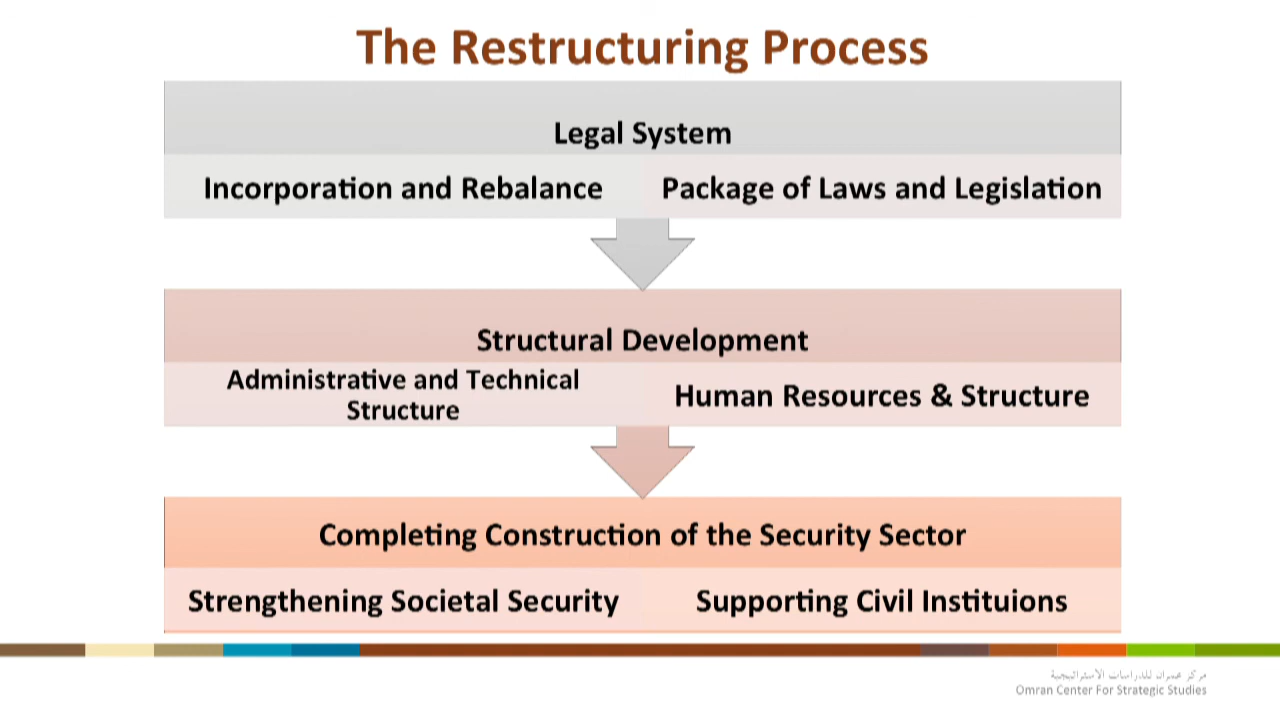 The Restructuring Process
Legal System
Incorporation and Rebalance
Package of Laws and Legislation
Structural Development
Administrative and Technical
Structure
Human Resources & Structure
Completing Construction of the Security Sector
Strengthening Societal Security
Supporting Civil Instituions
مركز عمران للدراسات الاستراتيجية
Omran Center For Strategic Studies